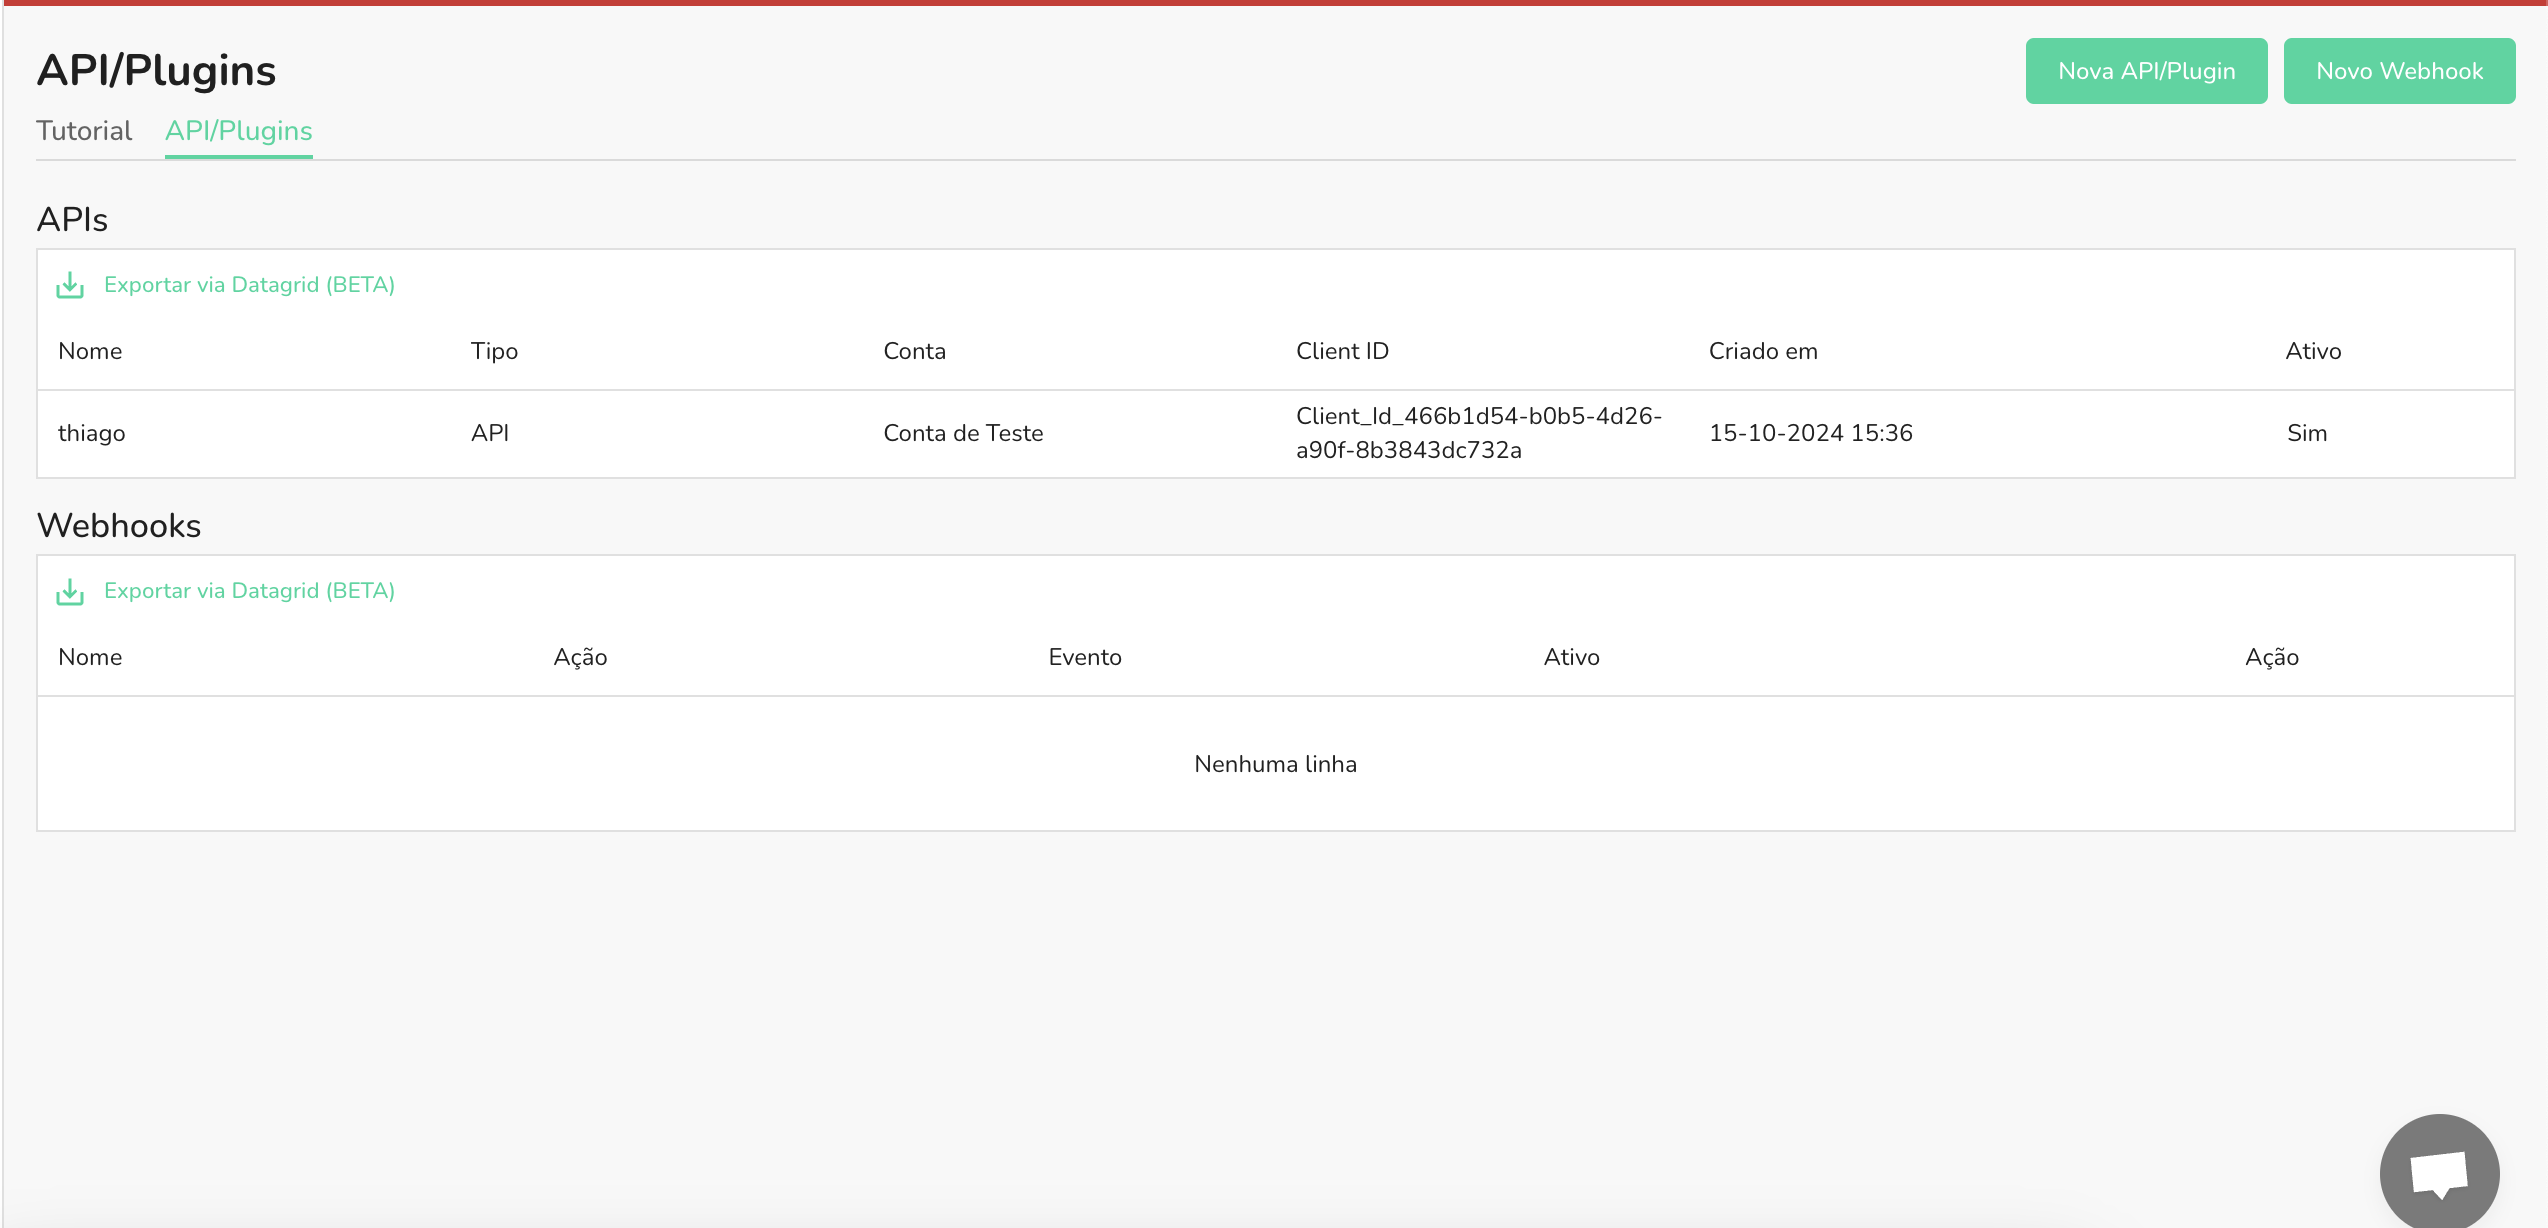 API/Plugins
Nova API/Plugin
Novo Webhook
Tutorial
API/Plugins
APIs
Exportar via Datagrid (BETA)
Nome
Tipo
Conta
Client ID
Criado em
Ativo
thiago
API
Conta de Teste
Client_Id_466b1d54-b0b5-4d26-
a90f-8b3843dc732a
15-10-2024 15:36
Sim
Webhooks
Exportar via Datagrid (BETA)
Nome
Ação
Evento
Ativo
Ação
Nenhuma linha